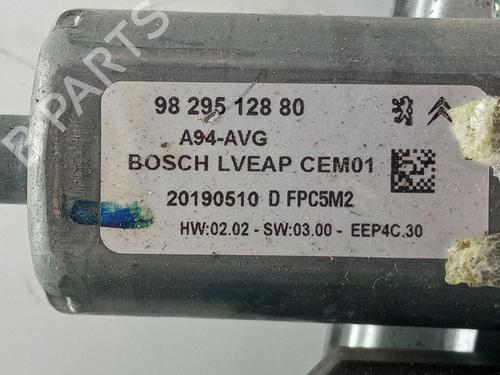 98 295 128 80
A94-AVG
BOSCH LVEAP CEM01
20190510 D FPC5M2
HW:02.02 - SW:03.00 - EEP4C.30
B-PARTS